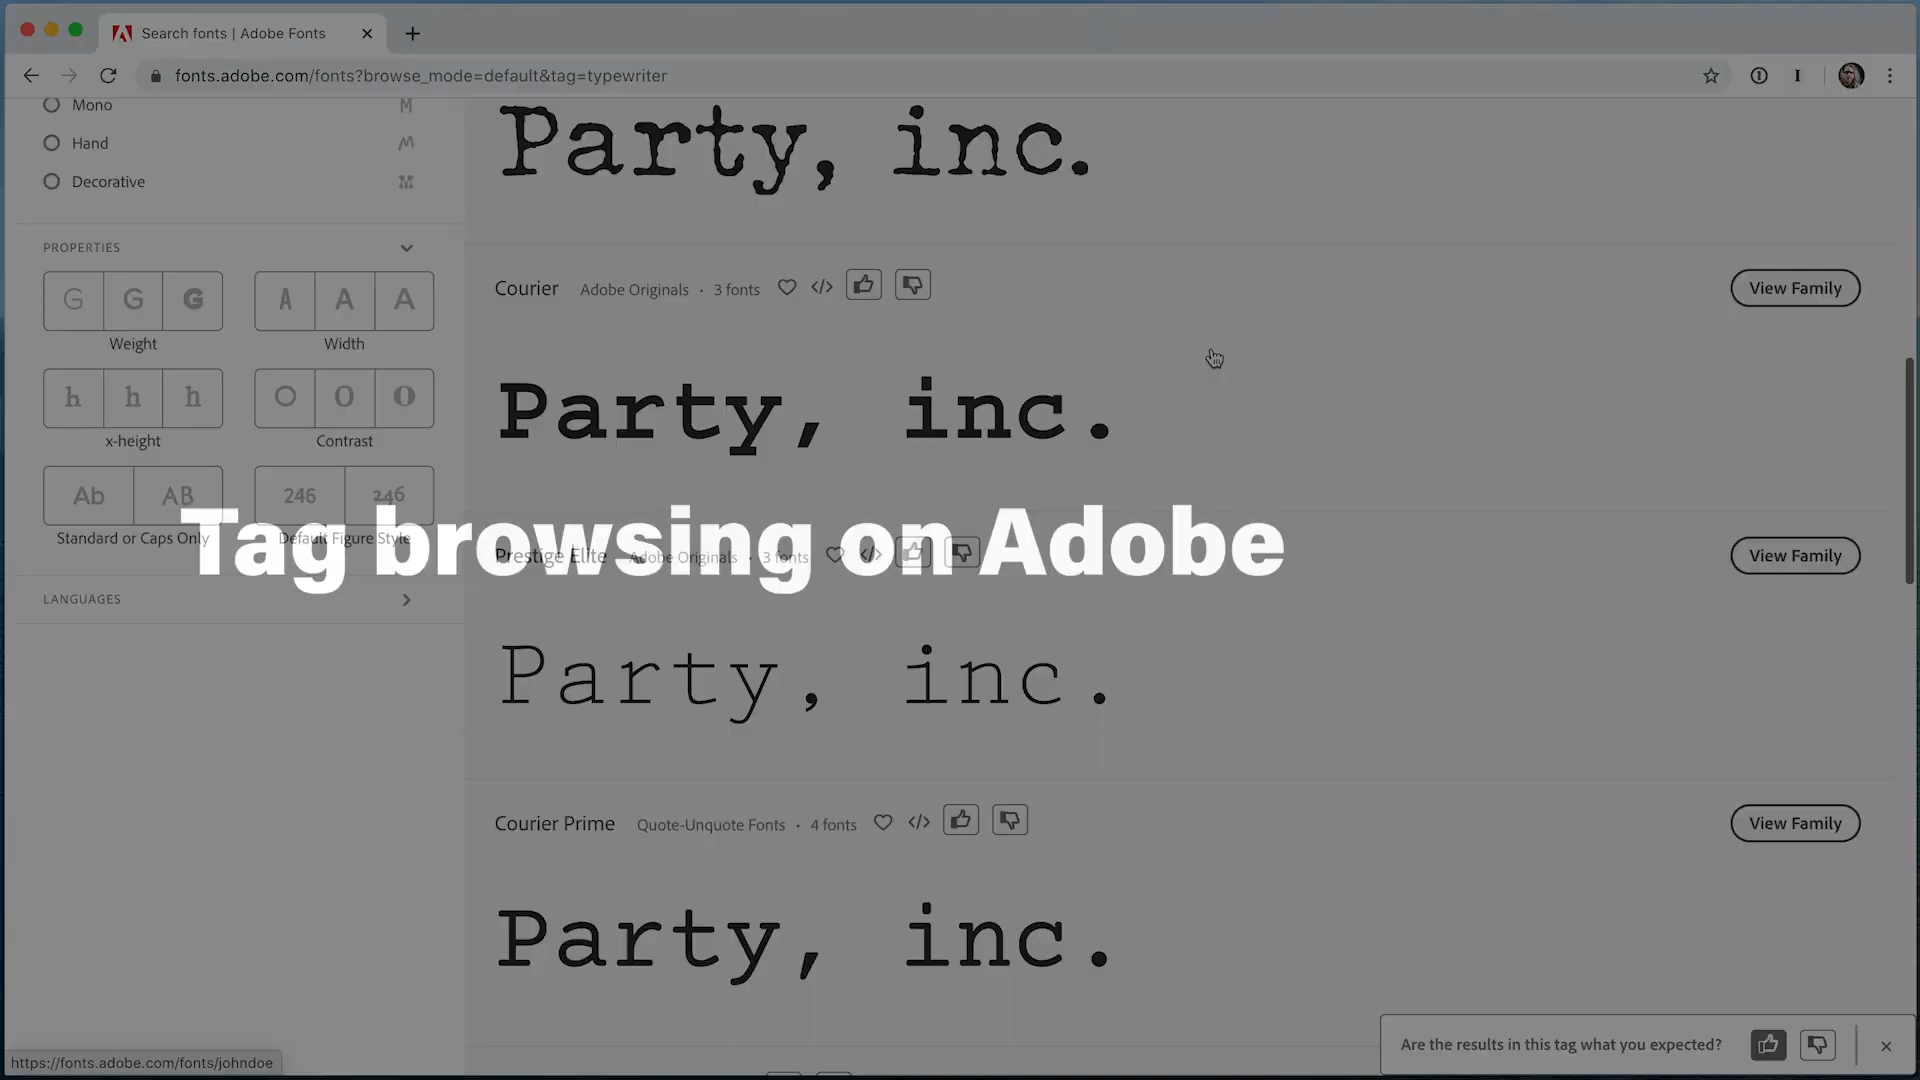 Search fonts | Adobe Fonts
fonts.adobe.com/fonts?browse_mode=default&tag=typewriter
Mono M
Hand M
Decorative M
Party, inc.
PROPERTIES
G G G
A A A
Weight
Width
h h h
O O O
x-height
Contrast
Ab AB
246 246
Standard or Caps Only
Default Figure Style
LANGUAGES
Courier Adobe Originals · 3 fonts </> View Family
Party, inc.
Tag browsing on Adobe
Prestige Elite Adobe Originals · 3 fonts </> View Family
Party, inc.
Courier Prime Quote-Unquote Fonts · 4 fonts </> View Family
Party, inc.
Are the results in this tag what you expected?
https://fonts.adobe.com/fonts/johndoe